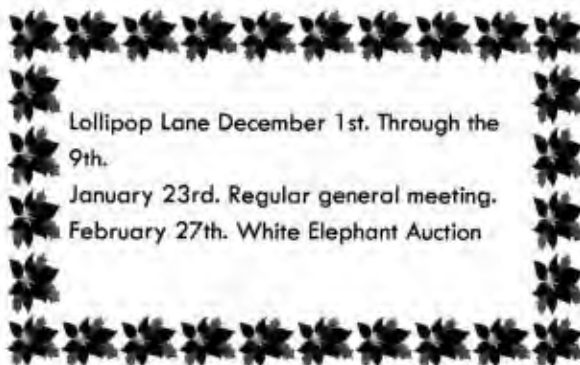 Lollipop Lane December 1st. Through the
9th.
January 23rd. Regular general meeting.
February 27th. White Elephant Auction